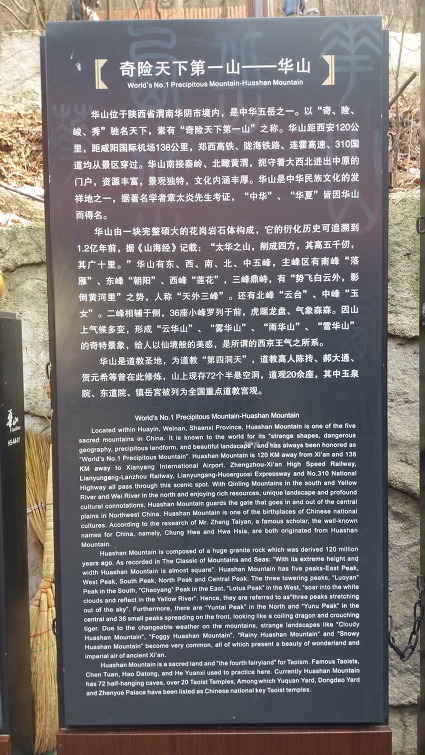 奇险天下第一山——华山
World's No.1 Precipitous Mountain-Huashan Mountain
华山位于陕西省渭南华阴市境内，是中华五岳之一。以“奇、险、
峻、秀”驰名天下，素有“奇险天下第一山”之称。华山距西安120公
里，距咸阳国际机场138公里，郑西高铁、陇海铁路、连霍高速、310国
道均从景区穿过。华山南接秦岭、北瞰黄渭，扼守着大西北进出中原的
门户，资源丰富，景观独特，文化内涵丰厚。华山是中华民族文化的发
祥地之一，据著名学者章太炎先生考证，“中华”、“华夏”皆因华山
而得名。
华山由一块完整硕大的花岗岩石体构成，它的衍化历史可追溯到
1.2亿年前，据《山海经》记载：“太华之山，削成四方，其高五千仞，
其广十里。”华山有东、西、南、北、中五峰，主峰区有南峰“落
雁”、东峰“朝阳”、西峰“莲花”，三峰鼎峙，有“势飞白云外，影
倒黄河里”之势，人称“天外三峰”。还有北峰“云台”、中峰“玉
女”。二峰相辅于侧，36座小峰罗列于前，虎踞龙盘、气象森森。因山
上气候多变，形成“云华山”、“雾华山”、“雨华山”、“雪华山”
的奇特景象，给人以仙境般的美感，是所谓的西京王气之所系。
华山是道教圣地，为道教“第四洞天”，道教高人陈抟、郝大通、
贺元希等曾在此修炼，山上现存72个半悬空洞，道观20余座，其中玉泉
院、东道院、镇岳宫被列为全国重点道教宫观。
World's No.1 Precipitous Mountain-Huashan Mountain
Located within Huayin, Weinan, Shaanxi Province, Huashan Mountain is one of the five
sacred mountains in China. It is known to the world for its "strange shapes, dangerous
geography, precipitous landform, and beautiful landscape", and has always been honored as
"World's No.1 Precipitous Mountain". Huashan Mountain is 120 KM away from Xi'an and 138
KM away to Xianyang International Airport. Zhengzhou-Xi'an High Speed Railway,
Lianyungang-Lanzhou Railway, Lianyungang-Huoerguosi Expressway and No.310 National
Highway all pass through this scenic spot. With Qinling Mountains in the south and Yellow
River and Wei River in the north and enjoying rich resources, unique landscape and profound
cultural connotations, Huashan Mountain guards the gate that goes in and out of the central
plains in Northwest China. Huashan Mountain is one of the birthplaces of Chinese national
cultures. According to the research of Mr. Zhang Taiyan, a famous scholar, the well-known
names for China, namely, Chung Hwa and Hwa Hsia, are both originated from Huashan
Mountain.
Huashan Mountain is composed of a huge granite rock which was derived 120 million
years ago. As recorded in The Classic of Mountains and Seas: "With its extreme height and
width Huashan Mountain is almost square". Huashan Mountain has five peaks-East Peak,
West Peak, South Peak, North Peak and Central Peak. The three towering peaks, "Luoyan"
Peak in the South, "Chaoyang" Peak in the East, "Lotus Peak" in the West, "soar into the white
clouds and reflect in the Yellow River". Hence, they are referred to as"three peaks stretching
out of the sky". Furthermore, there are "Yuntai Peak" in the North and "Yunu Peak" in the
central and 36 small peaks spreading on the front, looking like a coiling dragon and crouching
tiger. Due to the changeable weather on the mountains, strange landscapes like "Cloudy
Huashan Mountain", "Foggy Huashan Mountain", "Rainy Huashan Mountain" and "Snowy
Huashan Mountain" become very common, all of which present a beauty of wonderland and
imperial air of ancient Xi'an.
Huashan Mountain is a sacred land and "the fourth fairyland" for Taoism. Famous Taoists,
Chen Tuan, Hao Datong, and He Yuanxi used to practice here. Currently Huashan Mountain
has 72 half-hanging caves, over 20 Taoist Temples, Among which Yuquan Yard, Dongdao Yard
and Zhenyue Palace have been listed as Chinese national key Taoist temples.